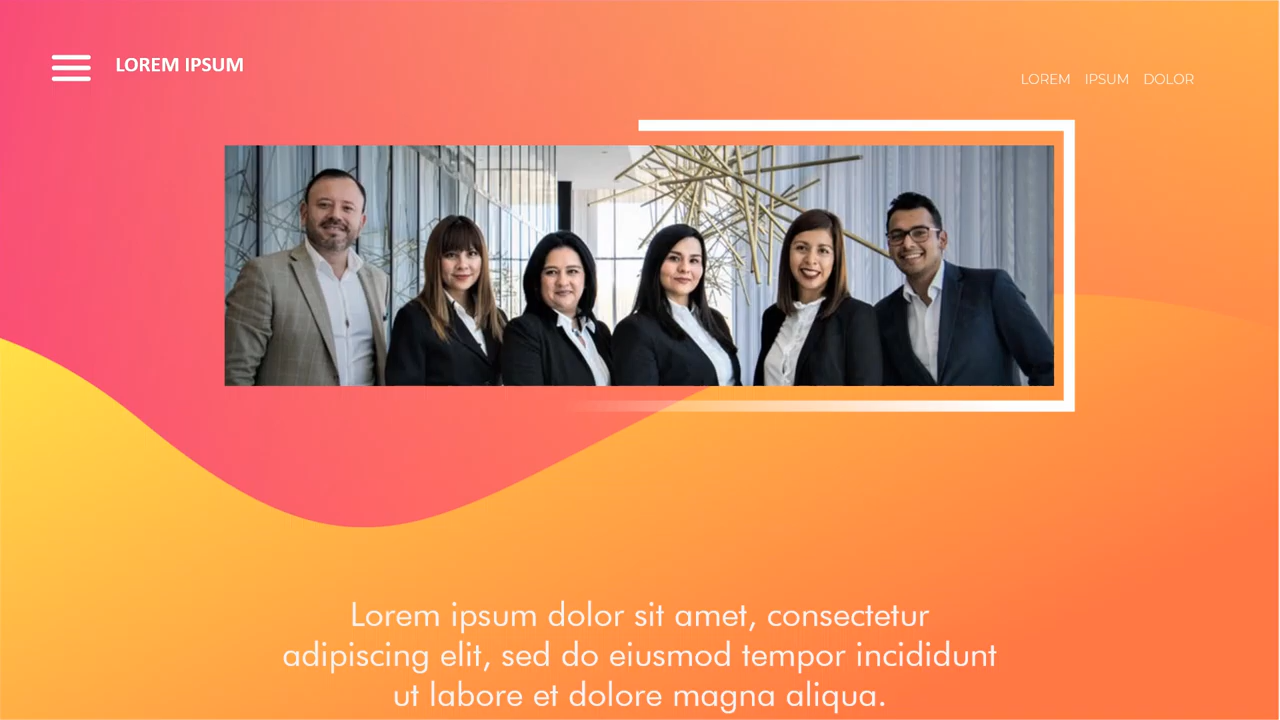 LOREM IPSUM
LOREM IPSUM DOLOR
Lorem ipsum dolor sit amet, consectetur
adipiscing elit, sed do eiusmod tempor incididunt
ut labore et dolore magna aliqua.